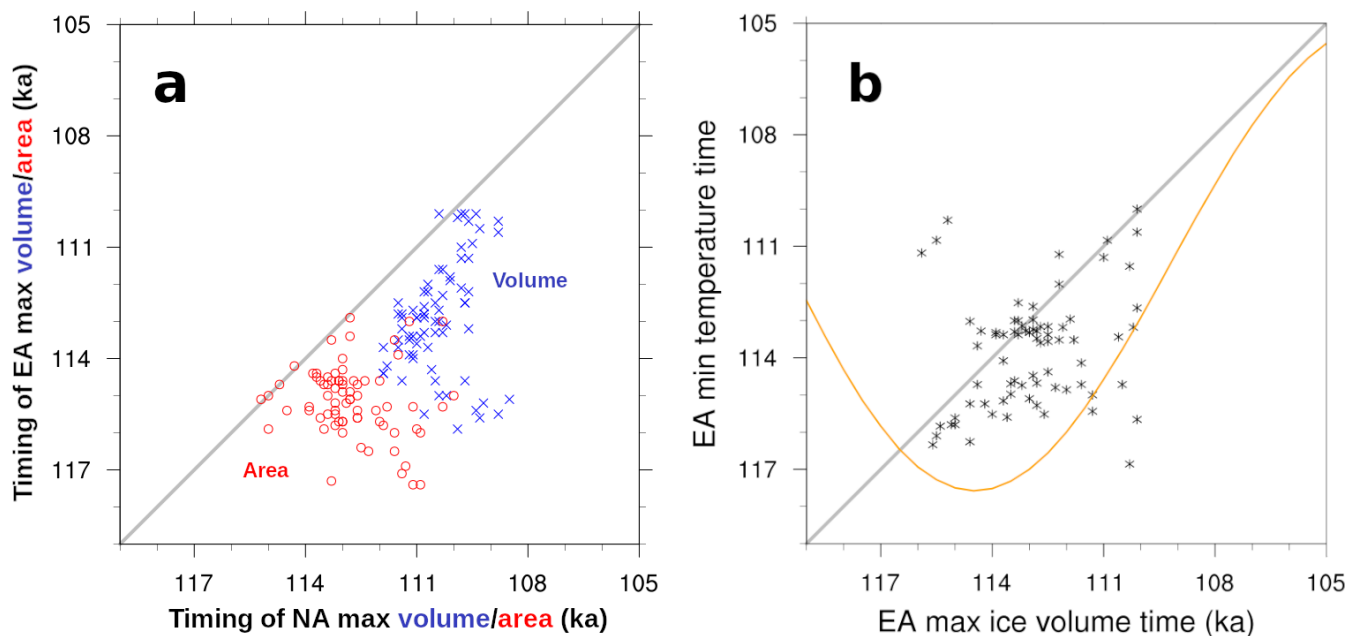 a
Timing of EA max volume/area (ka)
105
108
111
114
117
Volume
Area
117
114
111
108
105
Timing of NA max volume/area (ka)
b
EA min temperature time
105
108
111
114
117
117
114
111
108
105
EA max ice volume time (ka)